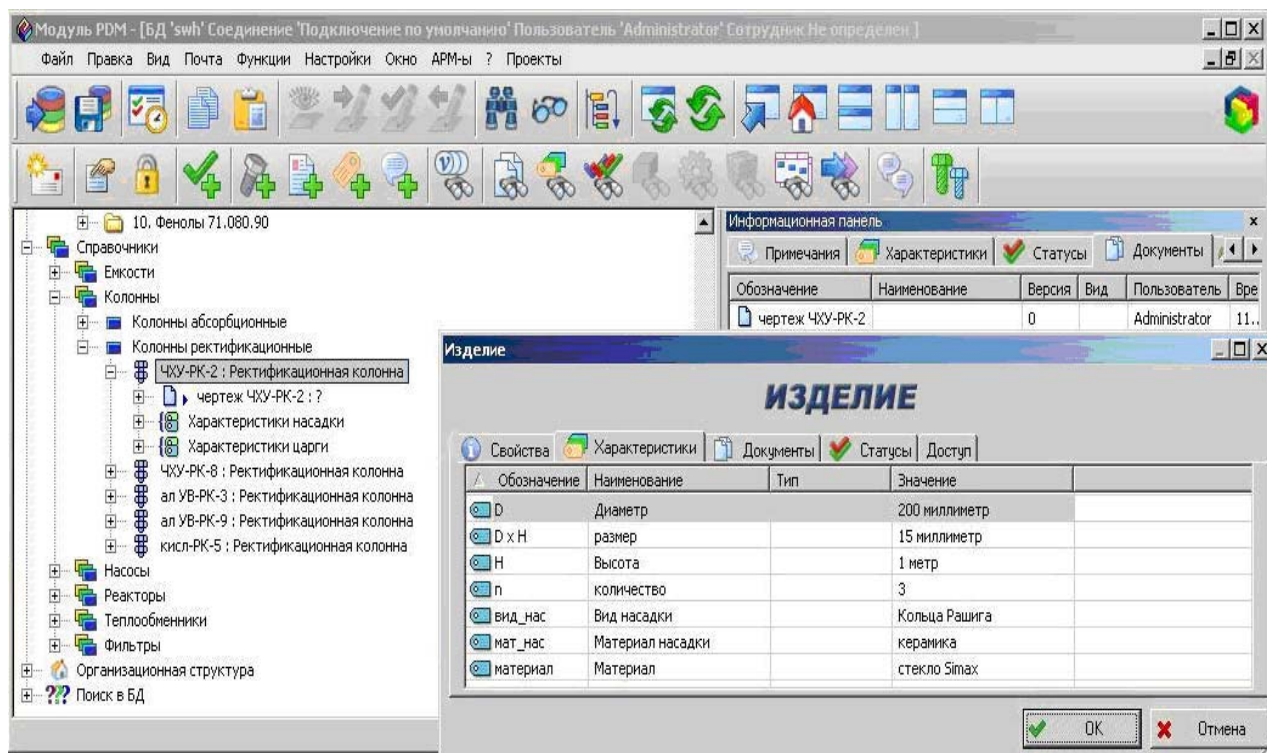 Модуль PDM - [БД 'swh' Соединение 'Подключение по умолчанию' Пользователь 'Administrator' Сотрудник Не определен ]
Файл Правка Вид Почта Функции Настройки Окно АРМ-ы ? Проекты
10. Фенолы 71.080.90
Справочники
Емкости
Колонны
Колонны абсорбционные
Колонны ректификационные
ЧХУ-РК-2 : Ректификационная колонна
чертеж ЧХУ-РК-2 : ?
Характеристики насадки
Характеристики царги
ЧХУ-РК-8 : Ректификационная колонна
ал УВ-РК-3 : Ректификационная колонна
ал УВ-РК-9 : Ректификационная колонна
кисл-РК-5 : Ректификационная колонна
Насосы
Реакторы
Теплообменники
Фильтры
Организационная структура
??? Поиск в БД
Информационная панель
Примечания Характеристики Статусы Документы
Обозначение Наименование Версия Вид Пользователь Вре
чертеж ЧХУ-РК-2 0 Administrator 11..
Изделие
ИЗДЕЛИЕ
Свойства Характеристики Документы Статусы Доступ
Обозначение Наименование Тип Значение
D Диаметр 200 миллиметр
D x H размер 15 миллиметр
H Высота 1 метр
n количество 3
вид_нас Вид насадки Кольца Рашига
мат_нас Материал насадки керамика
материал Материал стекло Simax
OK Отмена